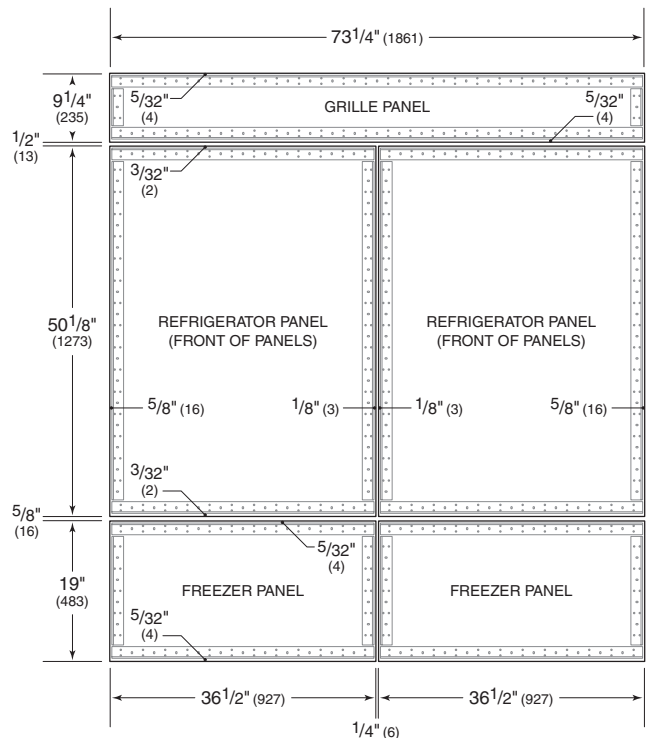 73 1/4" (1861)
9 1/4"
(235)
5/32"
(4)
GRILLE PANEL
5/32"
(4)
1/2"
(13)
3/32"
(2)
50 1/8"
(1273)
REFRIGERATOR PANEL
(FRONT OF PANELS)
REFRIGERATOR PANEL
(FRONT OF PANELS)
5/8" (16)
1/8" (3)
1/8" (3)
5/8" (16)
3/32"
(2)
5/8"
(16)
5/32"
(4)
19"
(483)
FREEZER PANEL
FREEZER PANEL
5/32"
(4)
36 1/2" (927)
36 1/2" (927)
1/4" (6)